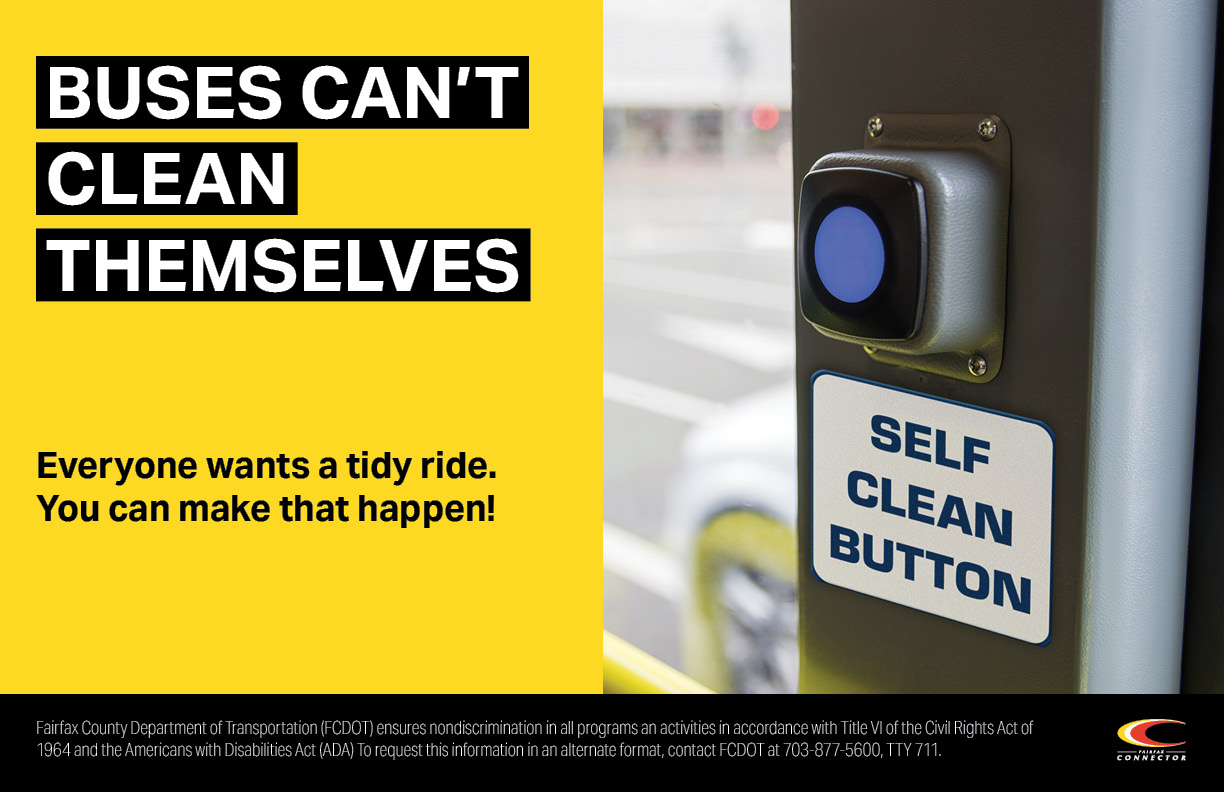 BUSES CAN'T
CLEAN
THEMSELVES
Everyone wants a tidy ride.
You can make that happen!
SELF
CLEAN
BUTTON
Fairfax County Department of Transportation (FCDOT) ensures nondiscrimination in all programs an activities in accordance with Title VI of the Civil Rights Act of
1964 and the Americans with Disabilities Act (ADA) To request this information in an alternate format, contact FCDOT at 703-877-5600, TTY 711.
FAIRFAX
CONNECTOR